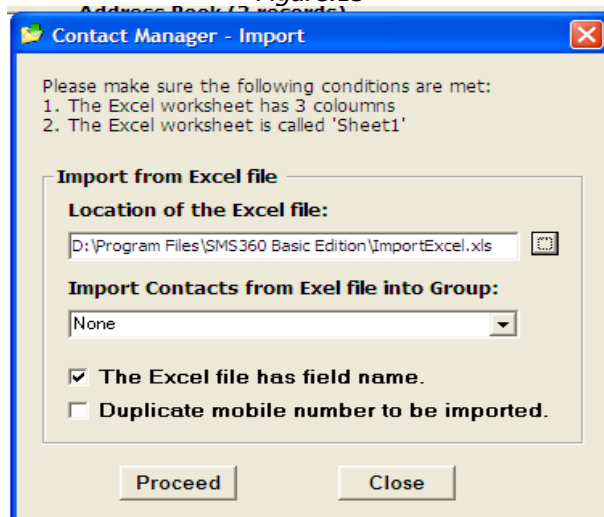 Contact Manager - Import
Please make sure the following conditions are met:
1. The Excel worksheet has 3 coloumns
2. The Excel worksheet is called 'Sheet1'
Import from Excel file
Location of the Excel file:
D:\Program Files\SMS360 Basic Edition\ImportExcel.xls
Import Contacts from Exel file into Group:
None
The Excel file has field name.
Duplicate mobile number to be imported.
Proceed Close